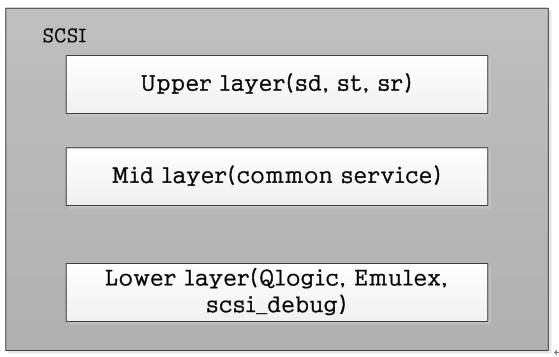 SCSI
Upper layer(sd, st, sr)
Mid layer(common service)
Lower layer(Qlogic, Emulex,
scsi_debug)